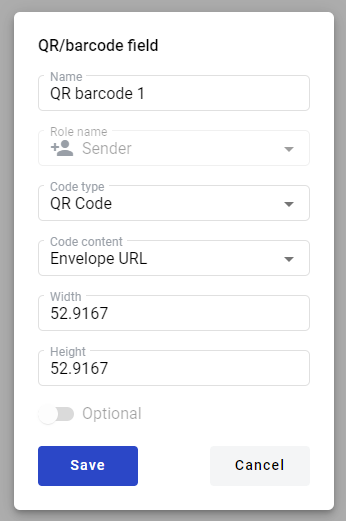 QR/barcode field
Name
QR barcode 1
Role name
Sender
Code type
QR Code
Code content
Envelope URL
Width
52.9167
Height
52.9167
Optional
Save
Cancel